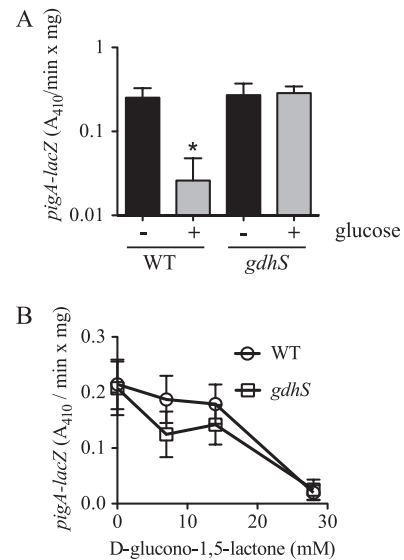 A
pigA-lacZ (A410/min x mg)
1
0.1
0.01
*
- + - + glucose
WT gdhS
B
pigA-lacZ (A410 / min x mg)
0.3
0.2
0.1
0.0
WT
gdhS
0 10 20 30
D-glucono-1,5-lactone (mM)